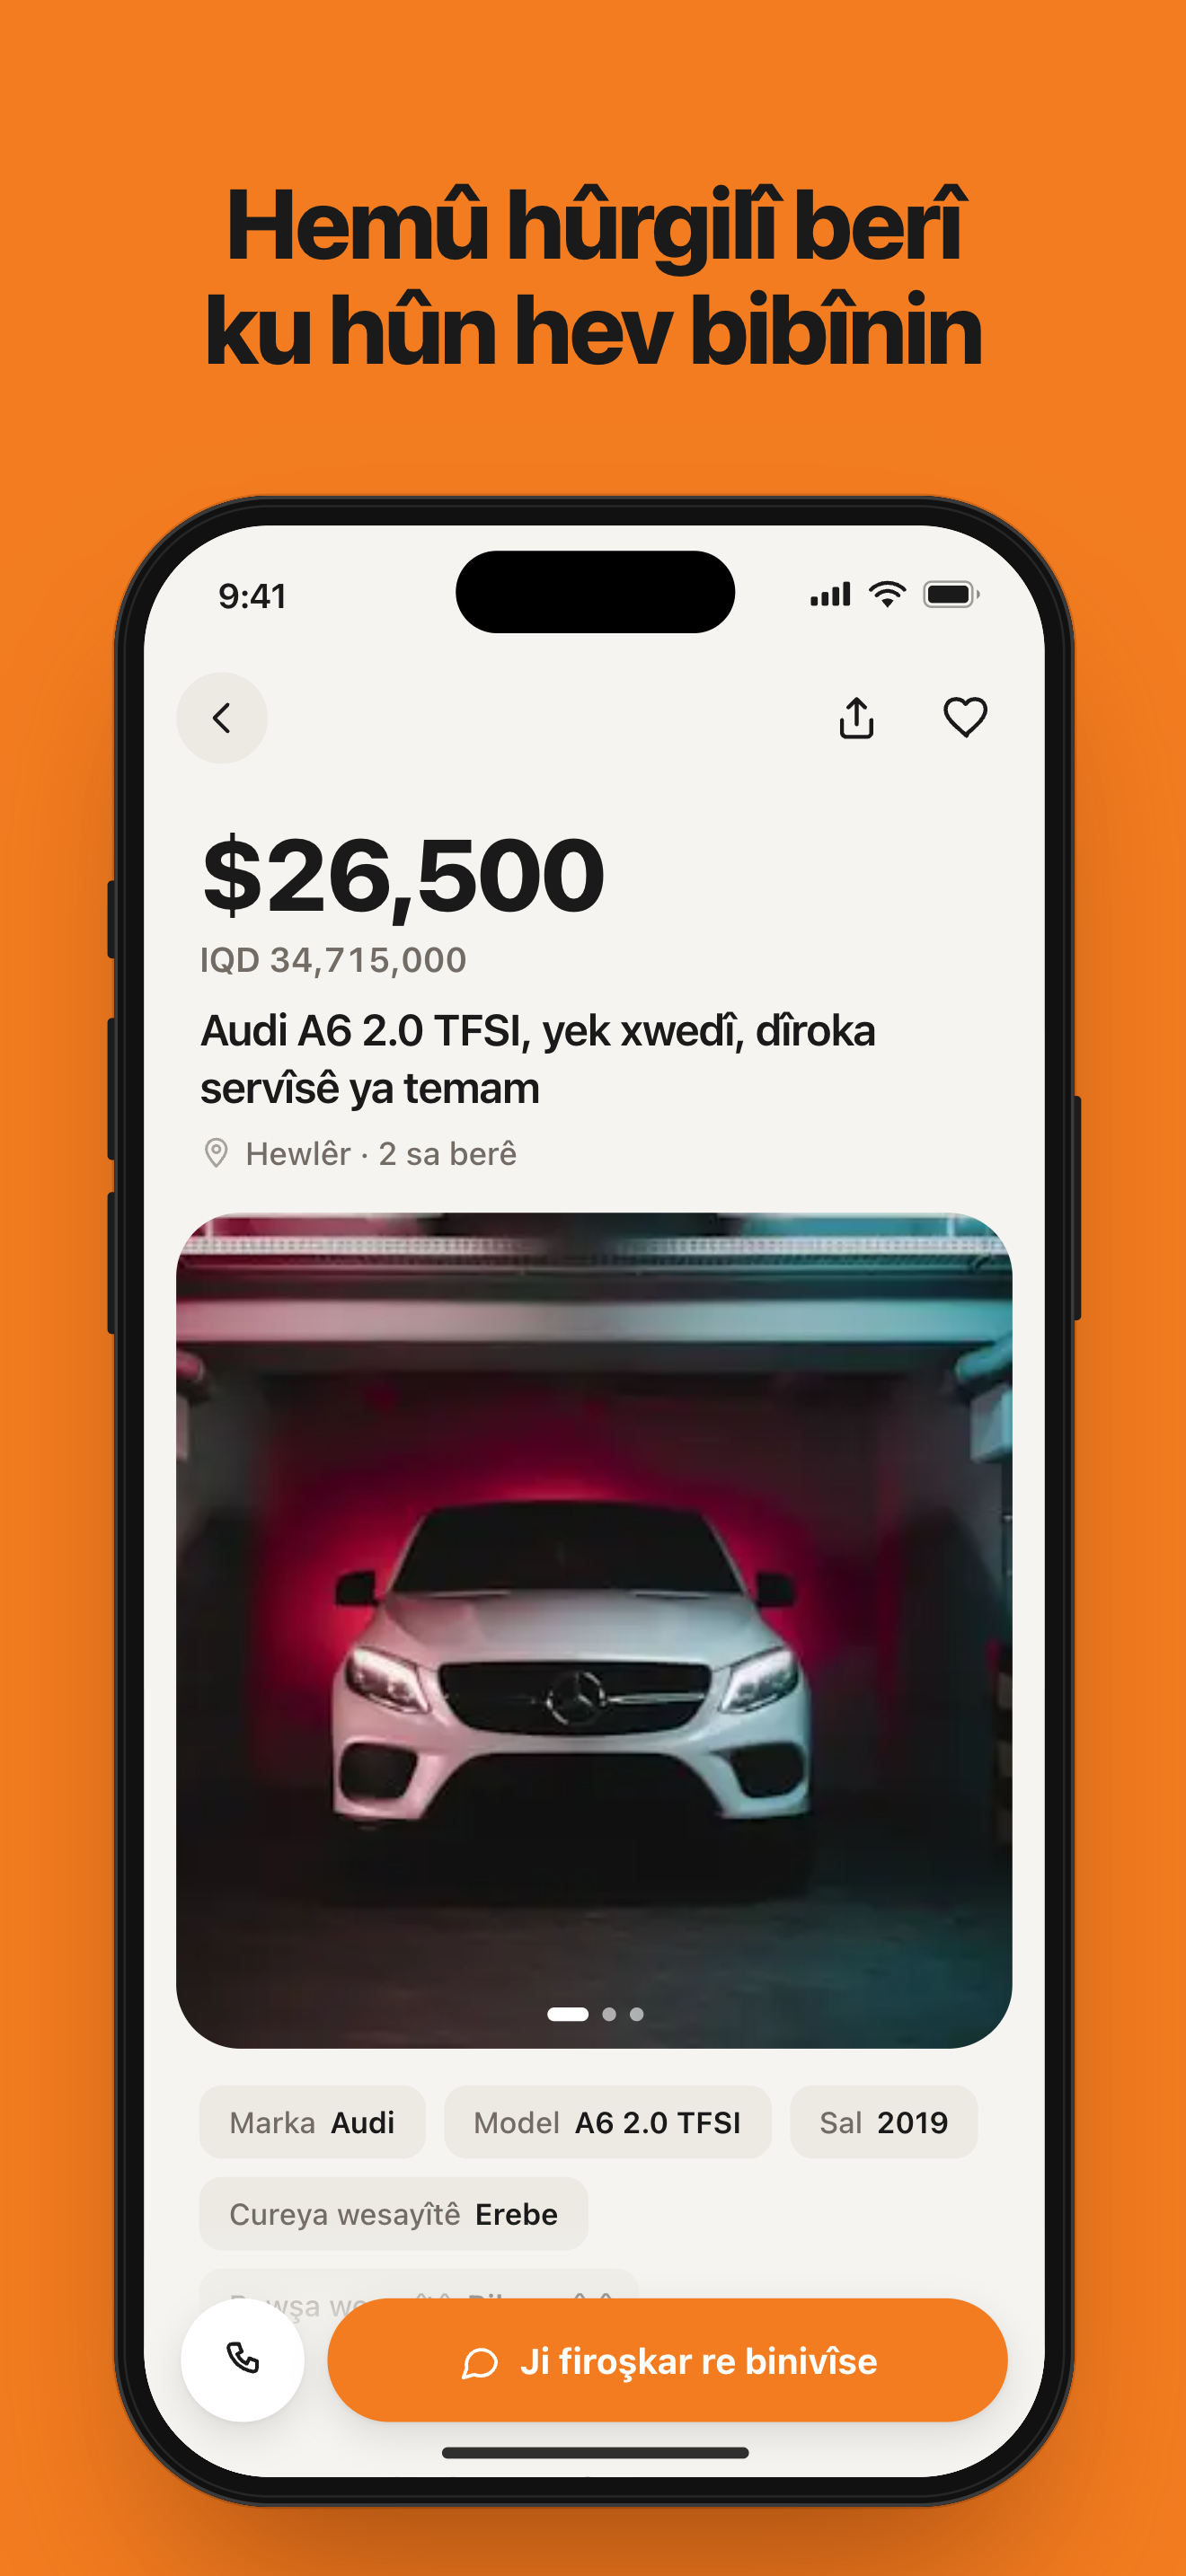 Hemû hûrgilî berî
ku hûn hev bibînin
9:41
$26,500
IQD 34,715,000
Audi A6 2.0 TFSI, yek xwedî, dîroka
servîsê ya temam
Hewlêr · 2 sa berê
Marka Audi
Model A6 2.0 TFSI
Sal 2019
Cureya wesayîtê Erebe
Ji firoşkar re binivîse